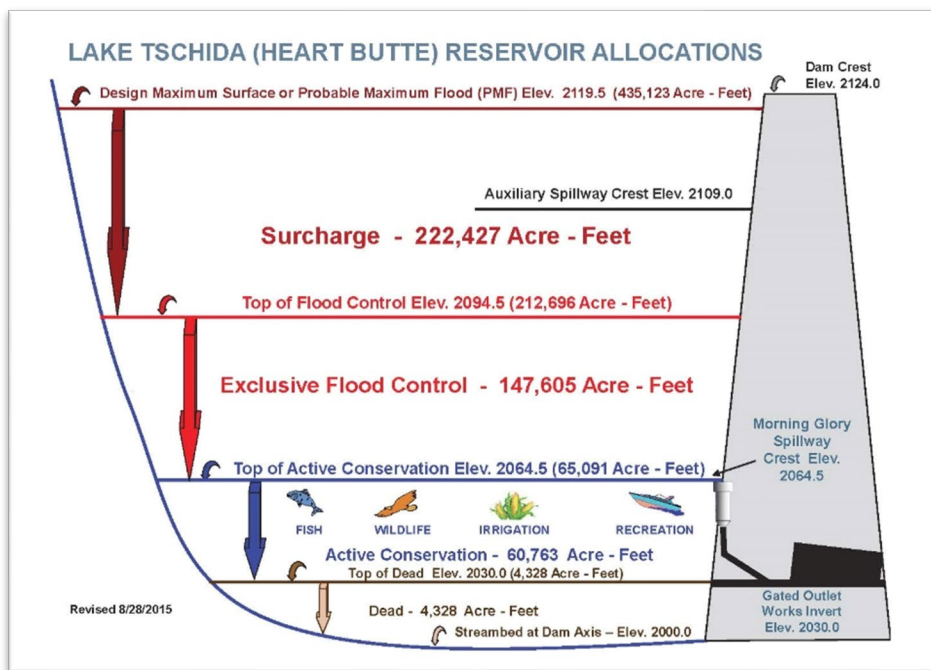 LAKE TSCHIDA (HEART BUTTE) RESERVOIR ALLOCATIONS
Dam Crest
Elev. 2124.0
Design Maximum Surface or Probable Maximum Flood (PMF) Elev. 2119.5 (435,123 Acre - Feet)
Auxiliary Spillway Crest Elev. 2109.0
Surcharge - 222,427 Acre - Feet
Top of Flood Control Elev. 2094.5 (212,696 Acre - Feet)
Exclusive Flood Control - 147,605 Acre - Feet
Morning Glory
Spillway
Crest Elev.
2064.5
Top of Active Conservation Elev. 2064.5 (65,091 Acre - Feet)
FISH
WILDLIFE
IRRIGATION
RECREATION
Active Conservation - 60,763 Acre - Feet
Top of Dead Elev. 2030.0 (4,328 Acre - Feet)
Gated Outlet
Works Invert
Elev. 2030.0
Revised 8/28/2015
Dead - 4,328 Acre - Feet
Streambed at Dam Axis – Elev. 2000.0